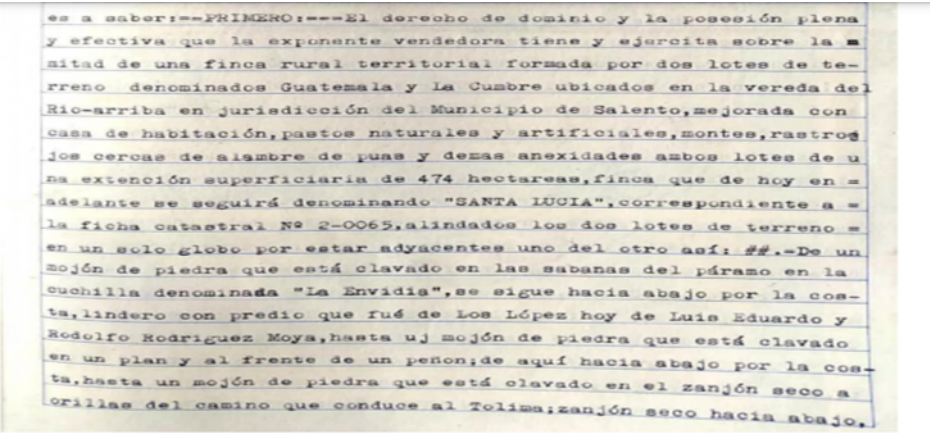 es a saber:==PRIMERO:===El derecho de dominio y la posesión plena
y efectiva que la exponente vendedora tiene y ejercita sobre la =
mitad de una finca rural territorial formada por dos lotes de te-
rreno denominados Guatemala y La Cumbre ubicados en la vereda del
Rio-arriba en jurisdicción del Municipio de Salento,mejorada con
casa de habitación,pastos naturales y artificiales,montes,rastro
jos cercas de alambre de puas y demas anexidades ambos lotes de u
na extención superficiaria de 474 hectareas,finca que de hoy en =
adelante se seguirá denominando "SANTA LUCIA",correspondiente a =
la ficha catastral Nº 2-0065,alindados los dos lotes de terreno =
en un solo globo por estar adyacentes uno del otro así: ##.-De un
mojón de piedra que está clavado en las sabanas del páramo en la
cuchilla denominada "La Envidia",se sigue hacia abajo por la cos-
ta,lindero con predio que fué de Los López hoy de Luis Eduardo y
Rodolfo Rodriguez Moya,hasta uj mojón de piedra que está clavado
en un plan y al frente de un peñon;de aquí hacia abajo por la cos-
ta,hasta un mojón de piedra que está clavado en el zanjón seco a
orillas del camino que conduce al Tolima;zanjón seco hacia abajo,